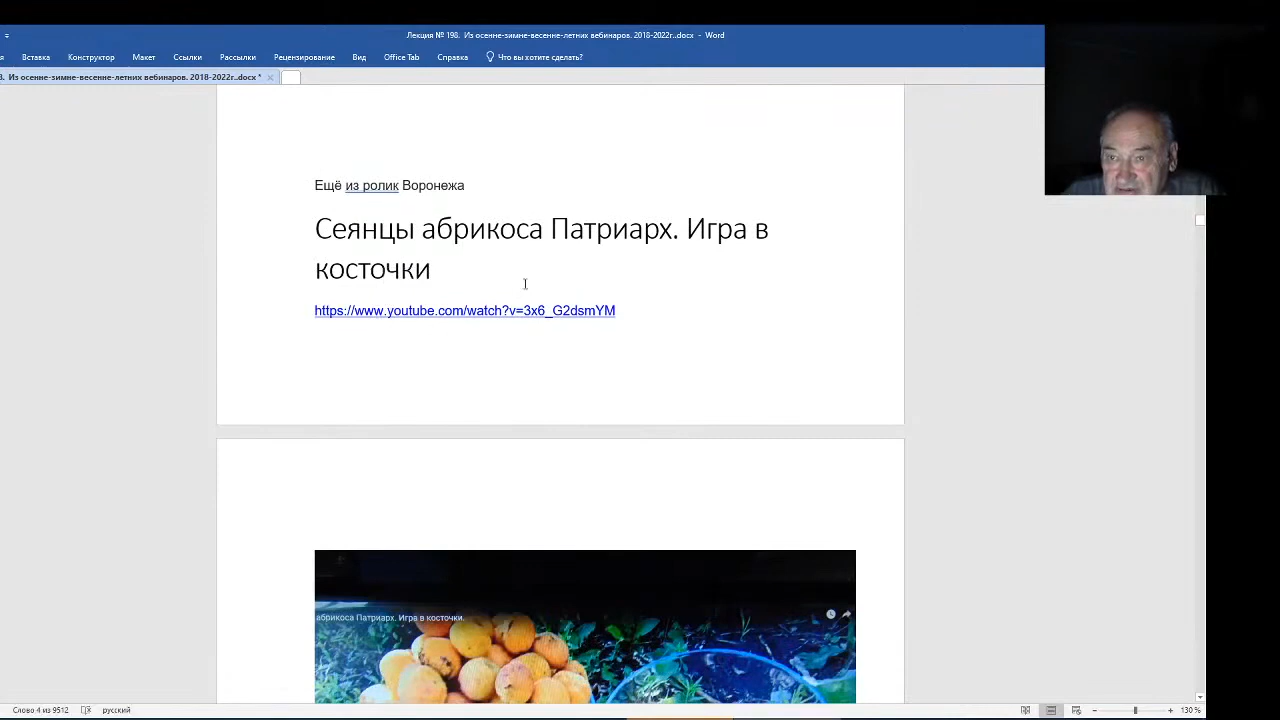 Лекция № 198. Из осенне-зимне-весенне-летних вебинаров. 2018-2022г..docx - Word
Вставка Конструктор Макет Ссылки Рассылки Рецензирование Вид Office Tab Справка Что вы хотите сделать?
8. Из осенне-зимне-весенне-летних вебинаров. 2018-2022г..docx *
Ещё из ролик Воронежа
Сеянцы абрикоса Патриарх. Игра в
косточки
https://www.youtube.com/watch?v=3x6_G2dsmYM
абрикоса Патриарх. Игра в косточки.
Слово 4 из 9512 русский 130 %